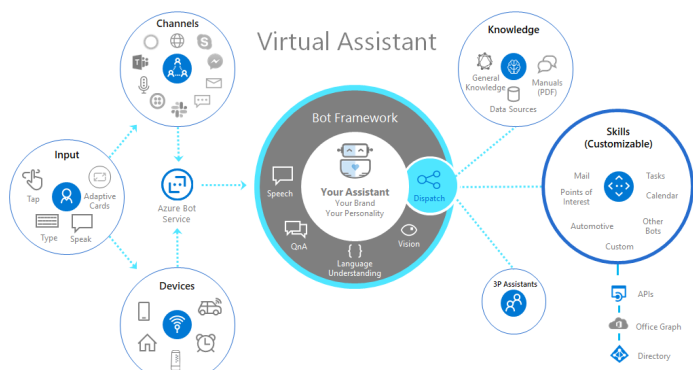 Virtual Assistant
Channels
Input
Tap
Adaptive
Cards
Type
Speak
Azure Bot
Service
Devices
Bot Framework
Your Assistant
Your Brand
Your Personality
Speech
QnA
{ }
Language
Understanding
Vision
Dispatch
Knowledge
General
Knowledge
Manuals
(PDF)
Data Sources
Skills
(Customizable)
Mail
Tasks
Points of
Interest
Calendar
Automotive
Other
Bots
Custom
3P Assistants
APIs
Office Graph
Directory